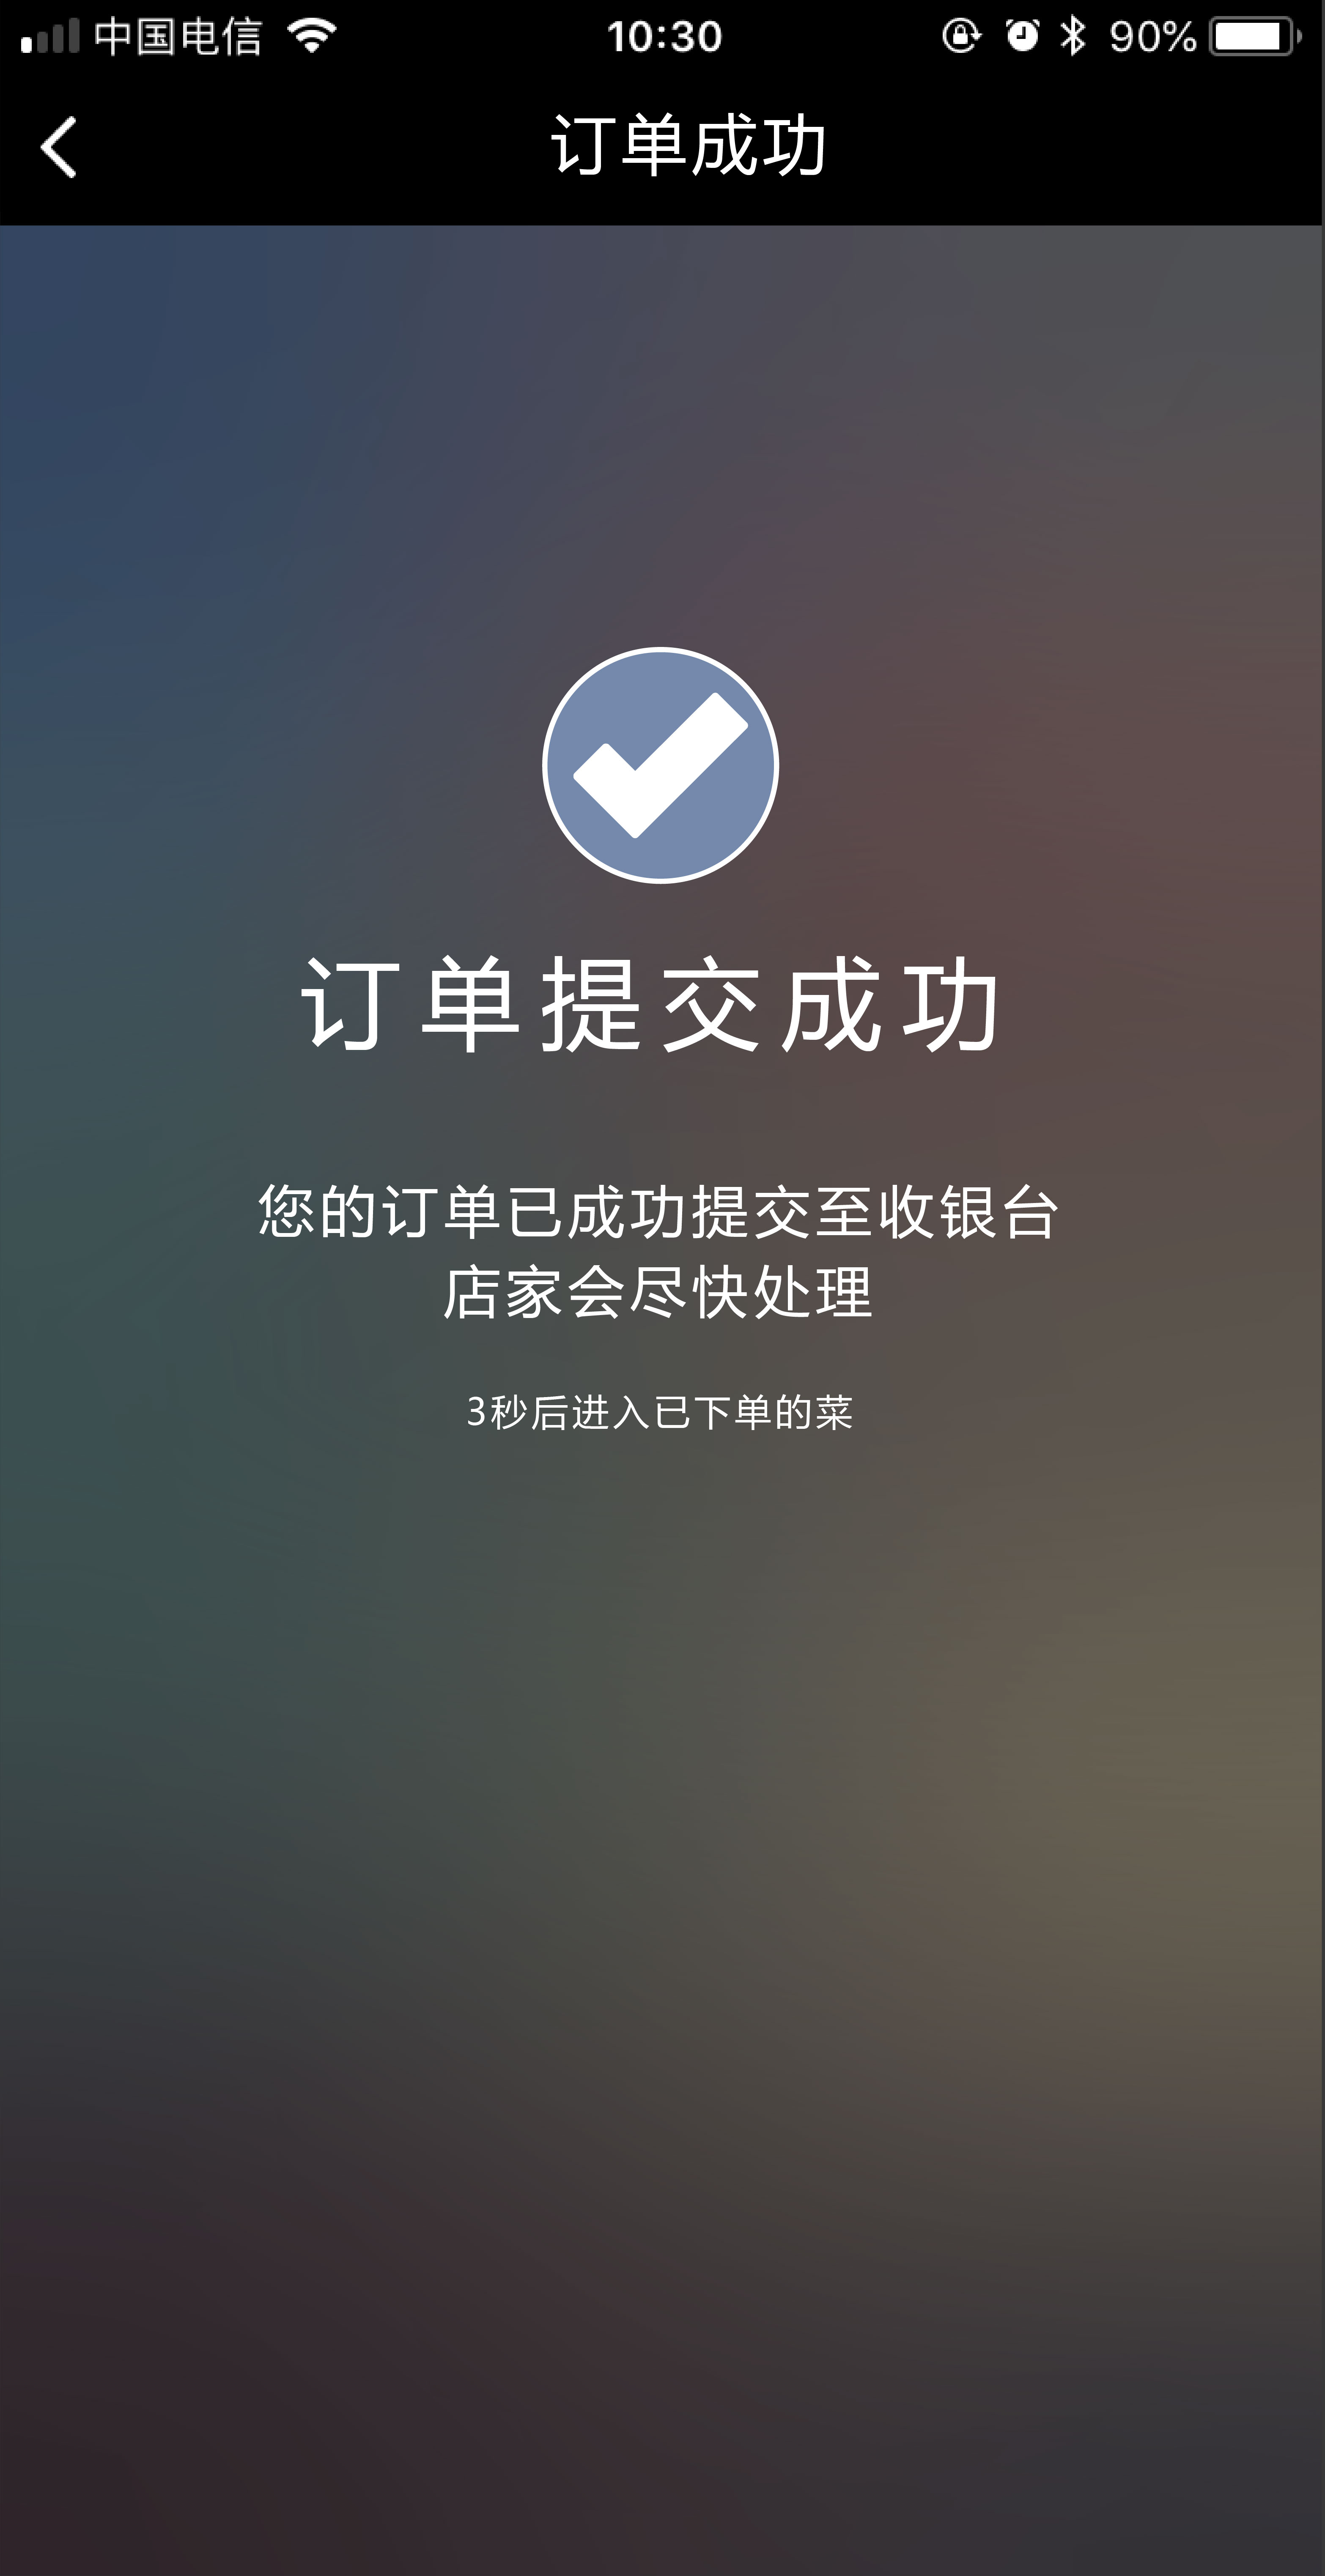 中国电信 10:30 90%
订单成功
订单提交成功
您的订单已成功提交至收银台
店家会尽快处理
3秒后进入已下单的菜